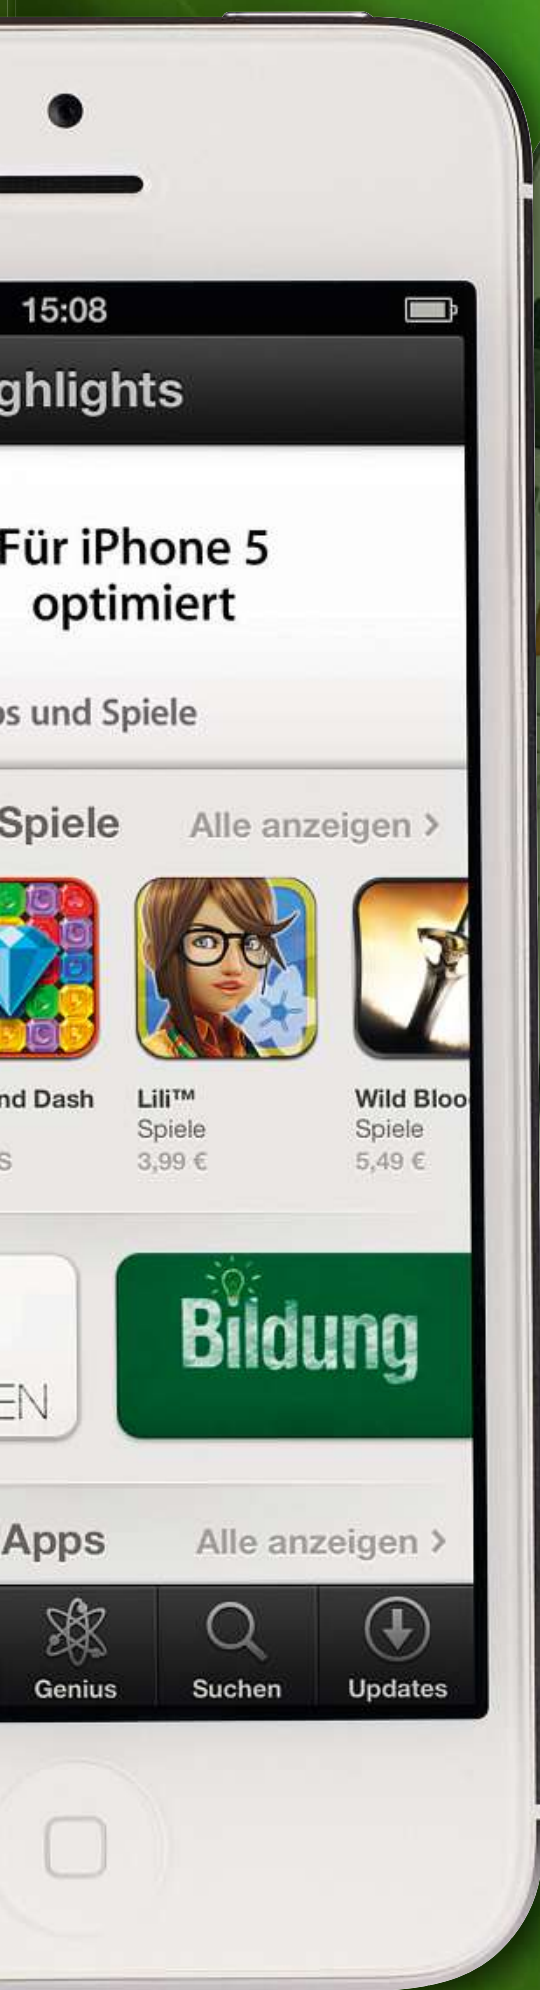 15:08
ghlights
Für iPhone 5
optimiert
ps und Spiele
Spiele
Alle anzeigen >
nd Dash
Lili™
Wild Bloo
Spiele
Spiele
S
3,99 €
5,49 €
Bildung
EN
Apps
Alle anzeigen >
Genius
Suchen
Updates